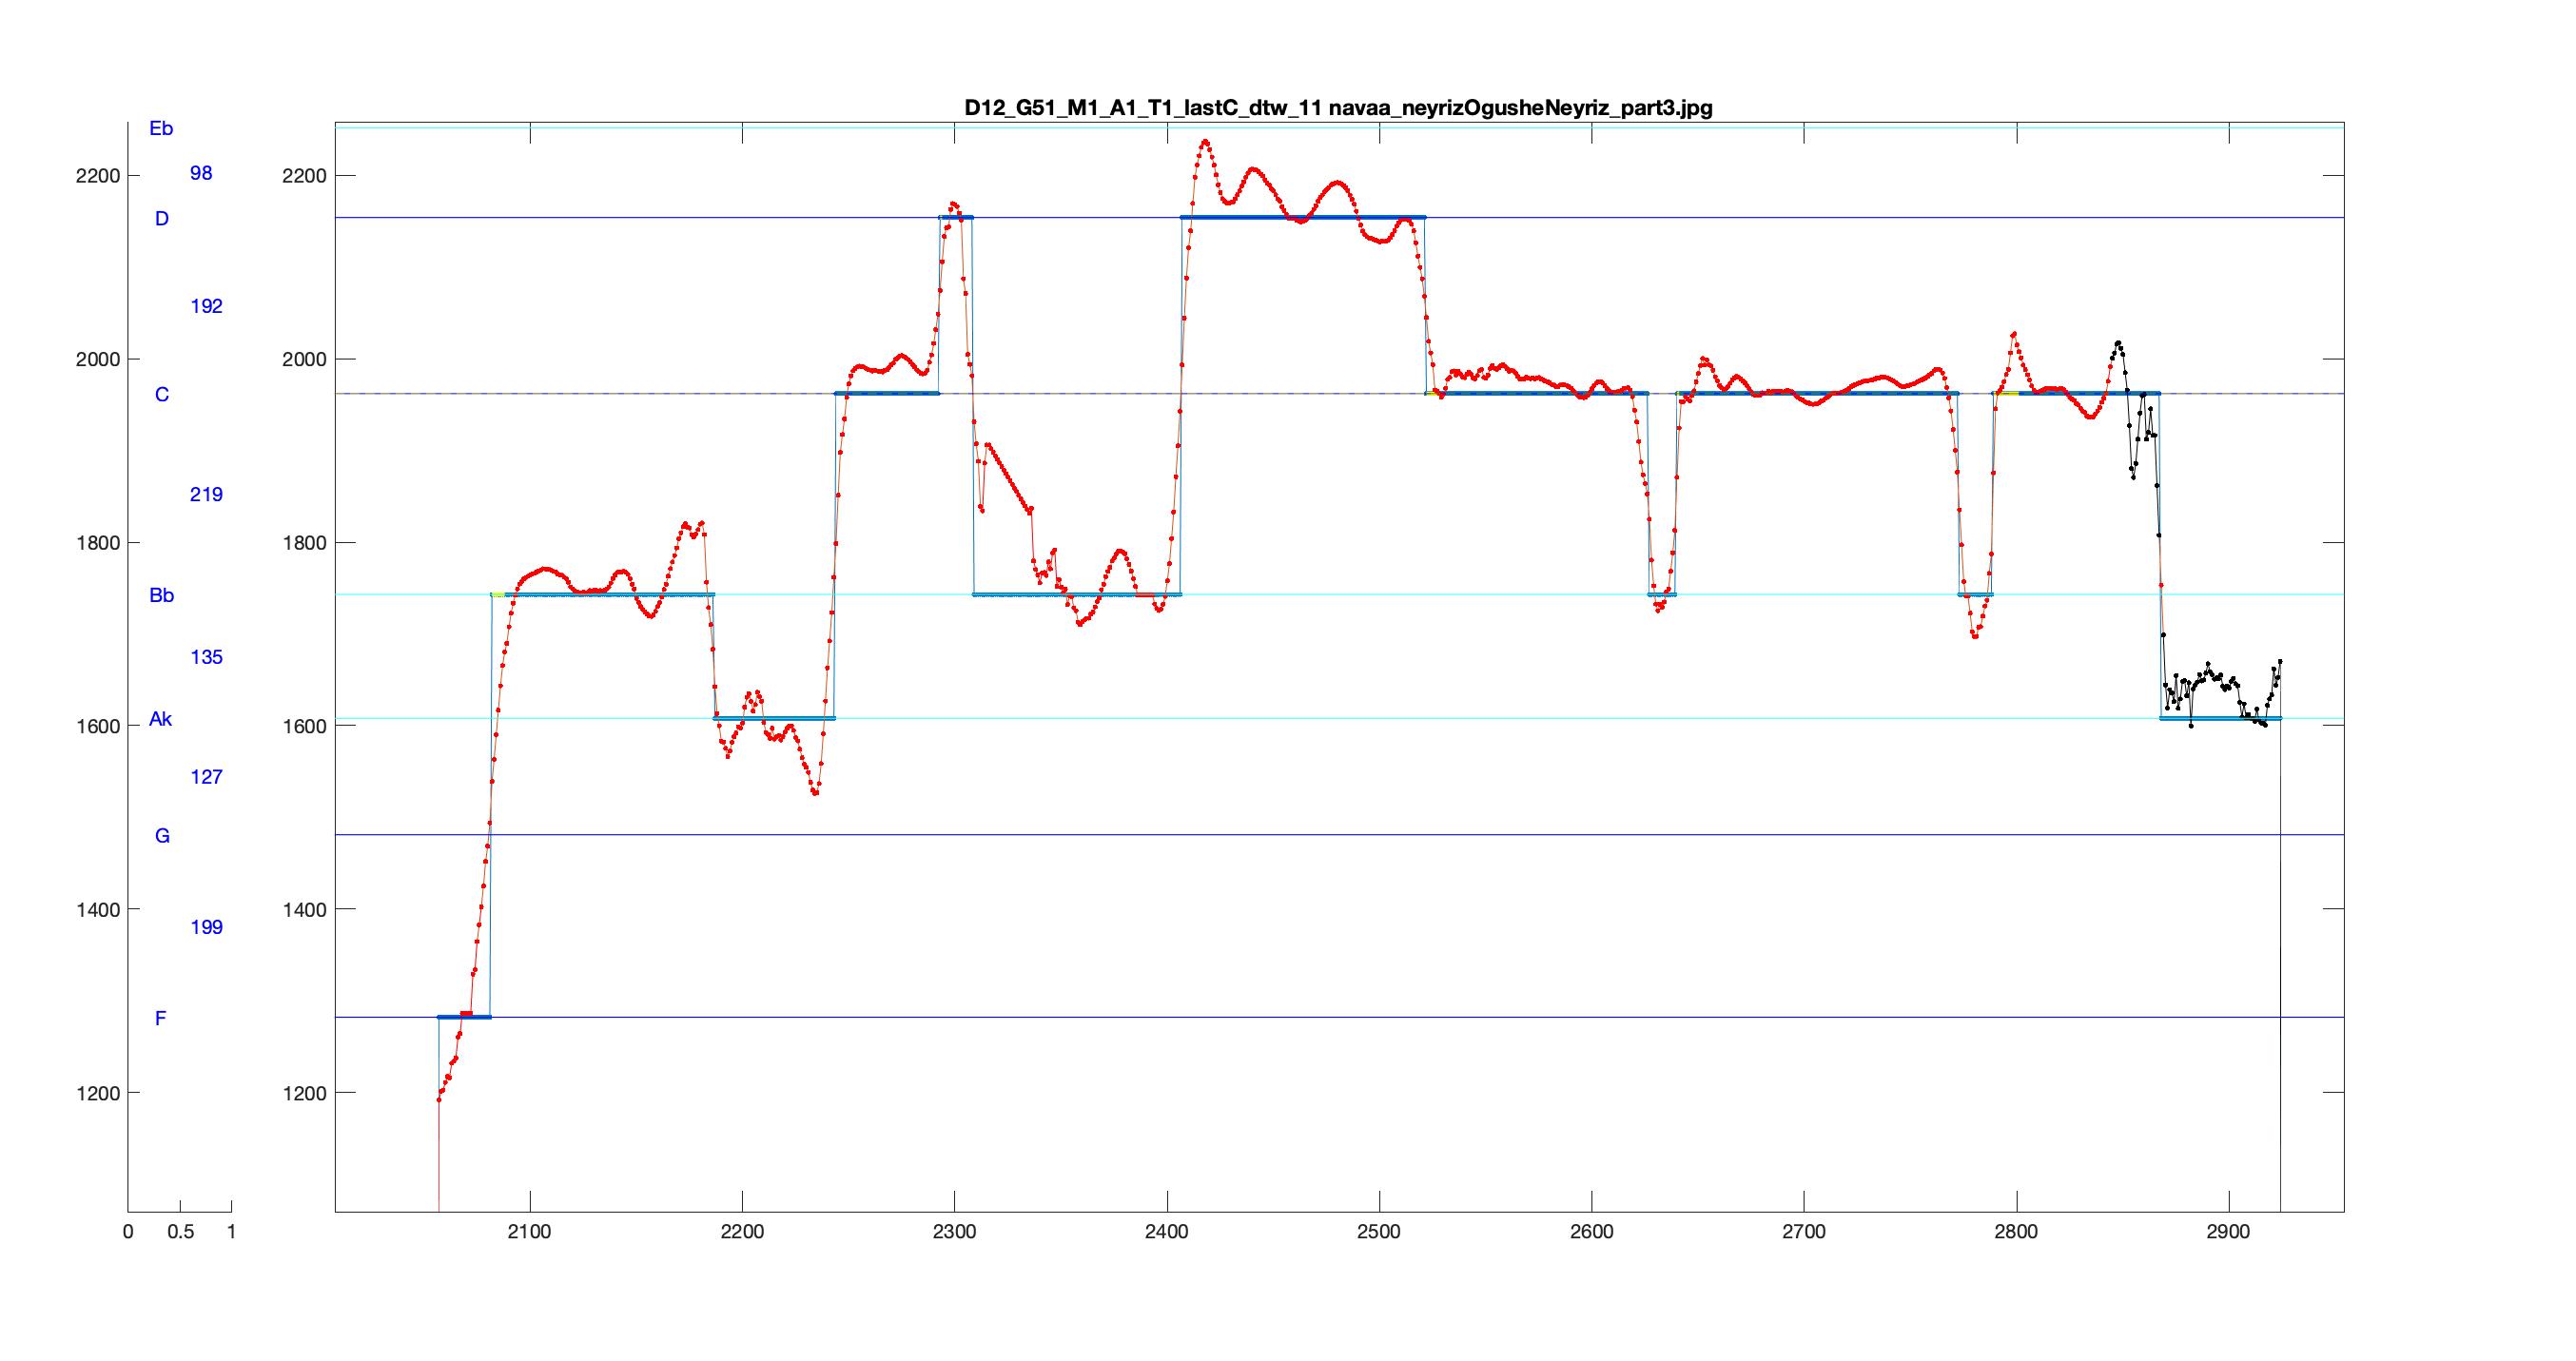 D12_G51_M1_A1_T1_lastC_dtw_11 navaa_neyrizOgusheNeyriz_part3.jpg
Eb
2200 98 2200
D
192
2000 2000
C
219
1800 1800
Bb
135
Ak
1600 1600
127
G
1400 199 1400
F
1200 1200
0 0.5 1 2100 2200 2300 2400 2500 2600 2700 2800 2900